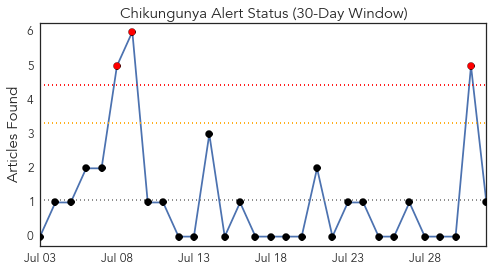 Chikungunya Alert Status (30-Day Window)
Articles Found
6
5
4
3
2
1
0
Jul 03 Jul 08 Jul 13 Jul 18 Jul 23 Jul 28